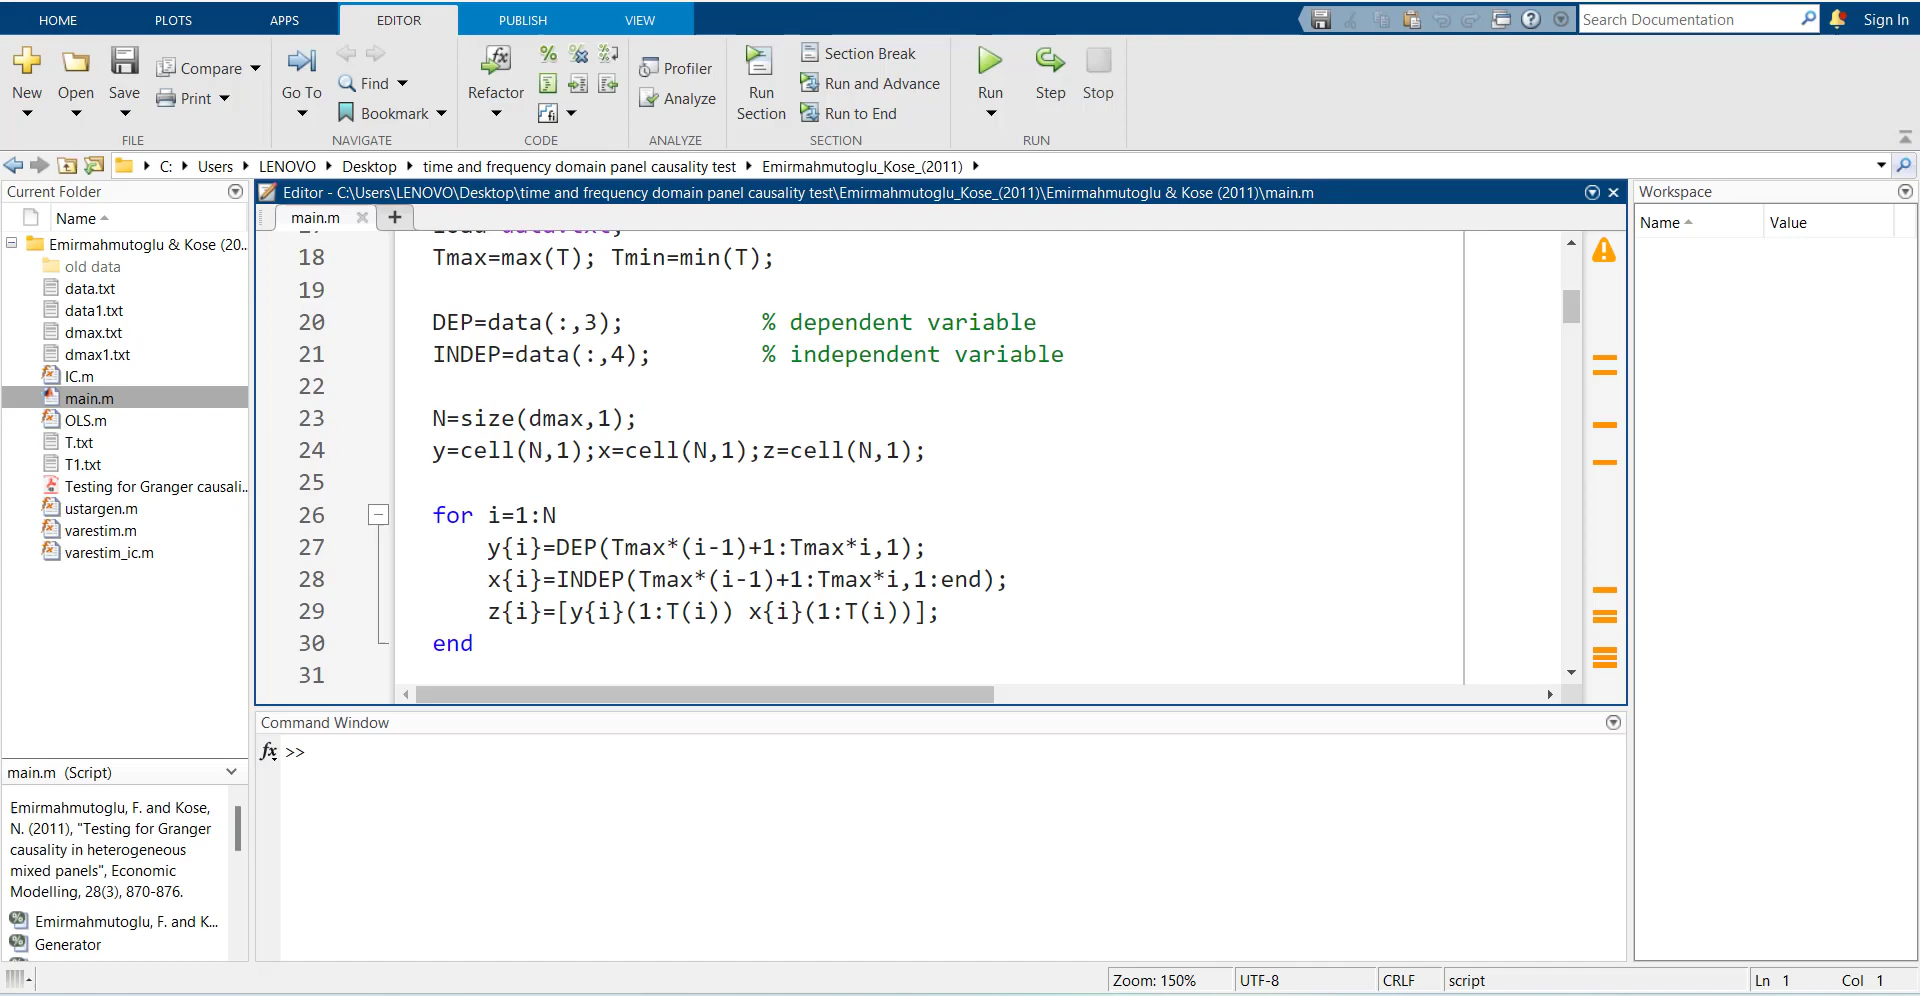 HOME PLOTS APPS EDITOR PUBLISH VIEW Search Documentation Sign In
New Open Save Compare Print
FILE
Go To Find Bookmark
NAVIGATE
Refactor
CODE
Profiler
Analyze
ANALYZE
Run Section
Section Break
Run and Advance
Run to End
SECTION
Run Step Stop
RUN
C: Users LENOVO Desktop time and frequency domain panel causality test Emirmahmutoglu_Kose_(2011)
Current Folder
Name
Emirmahmutoglu & Kose (20..
old data
data.txt
data1.txt
dmax.txt
dmax1.txt
IC.m
main.m
OLS.m
T.txt
T1.txt
Testing for Granger causali..
ustargen.m
varestim.m
varestim_ic.m
main.m (Script)
Emirmahmutoglu, F. and Kose,
N. (2011), "Testing for Granger
causality in heterogeneous
mixed panels", Economic
Modelling, 28(3), 870-876.
Emirmahmutoglu, F. and K...
Generator
Editor - C:\Users\LENOVO\Desktop\time and frequency domain panel causality test\Emirmahmutoglu_Kose_(2011)\Emirmahmutoglu & Kose (2011)\main.m
main.m
18 Tmax=max(T); Tmin=min(T);
19
20 DEP=data(:,3); % dependent variable
21 INDEP=data(:,4); % independent variable
22
23 N=size(dmax,1);
24 y=cell(N,1);x=cell(N,1);z=cell(N,1);
25
26 for i=1:N
27 y{i}=DEP(Tmax*(i-1)+1:Tmax*i,1);
28 x{i}=INDEP(Tmax*(i-1)+1:Tmax*i,1:end);
29 z{i}=[y{i}(1:T(i)) x{i}(1:T(i))];
30 end
31
Command Window
fx >>
Workspace
Name Value
Zoom: 150% UTF-8 CRLF script Ln 1 Col 1